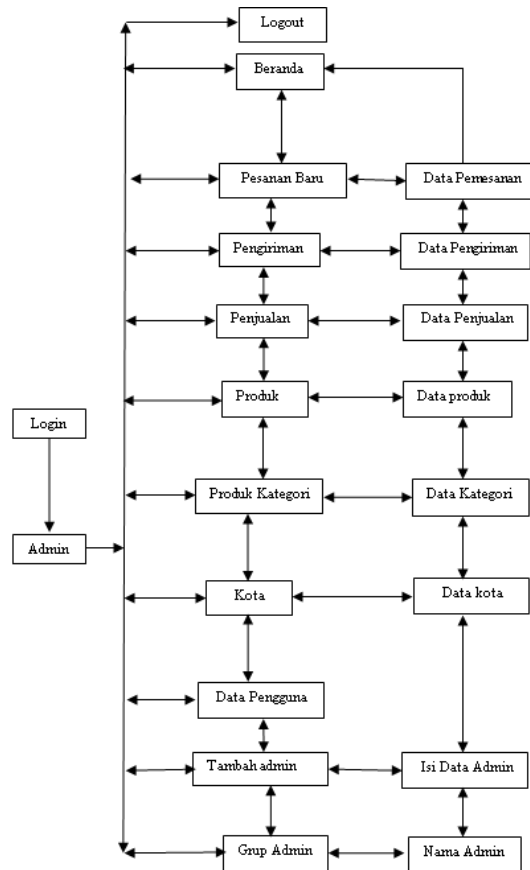 Logout
Beranda
Pesanan Baru
Data Pemesanan
Pengiriman
Data Pengiriman
Penjualan
Data Penjualan
Produk
Data produk
Login
Produk Kategori
Data Kategori
Admin
Kota
Data kota
Data Pengguna
Tambah admin
Isi Data Admin
Grup Admin
Nama Admin